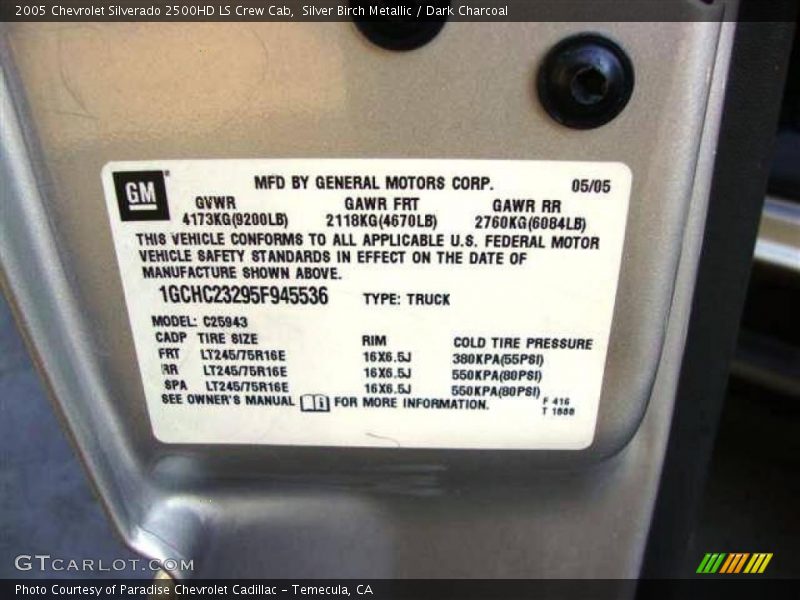 2005 Chevrolet Silverado 2500HD LS Crew Cab,  Silver Birch Metallic / Dark Charcoal
GM
MFD BY GENERAL MOTORS CORP. 05/05
GVWR GAWR FRT GAWR RR
4173KG(9200LB) 2118KG(4670LB) 2760KG(6084LB)
THIS VEHICLE CONFORMS TO ALL APPLICABLE U.S. FEDERAL MOTOR
VEHICLE SAFETY STANDARDS IN EFFECT ON THE DATE OF
MANUFACTURE SHOWN ABOVE.
1GCHC23295F945536 TYPE: TRUCK
MODEL: C25943
CADP TIRE SIZE RIM COLD TIRE PRESSURE
FRT LT245/75R16E 16X6.5J 380KPA(55PSI)
RR LT245/75R16E 16X6.5J 550KPA(80PSI)
SPA LT245/75R16E 16X6.5J 550KPA(80PSI)
SEE OWNER'S MANUAL FOR MORE INFORMATION.
F 416
T 1888
GTCARLOT.COM
Photo Courtesy of Paradise Chevrolet Cadillac - Temecula, CA